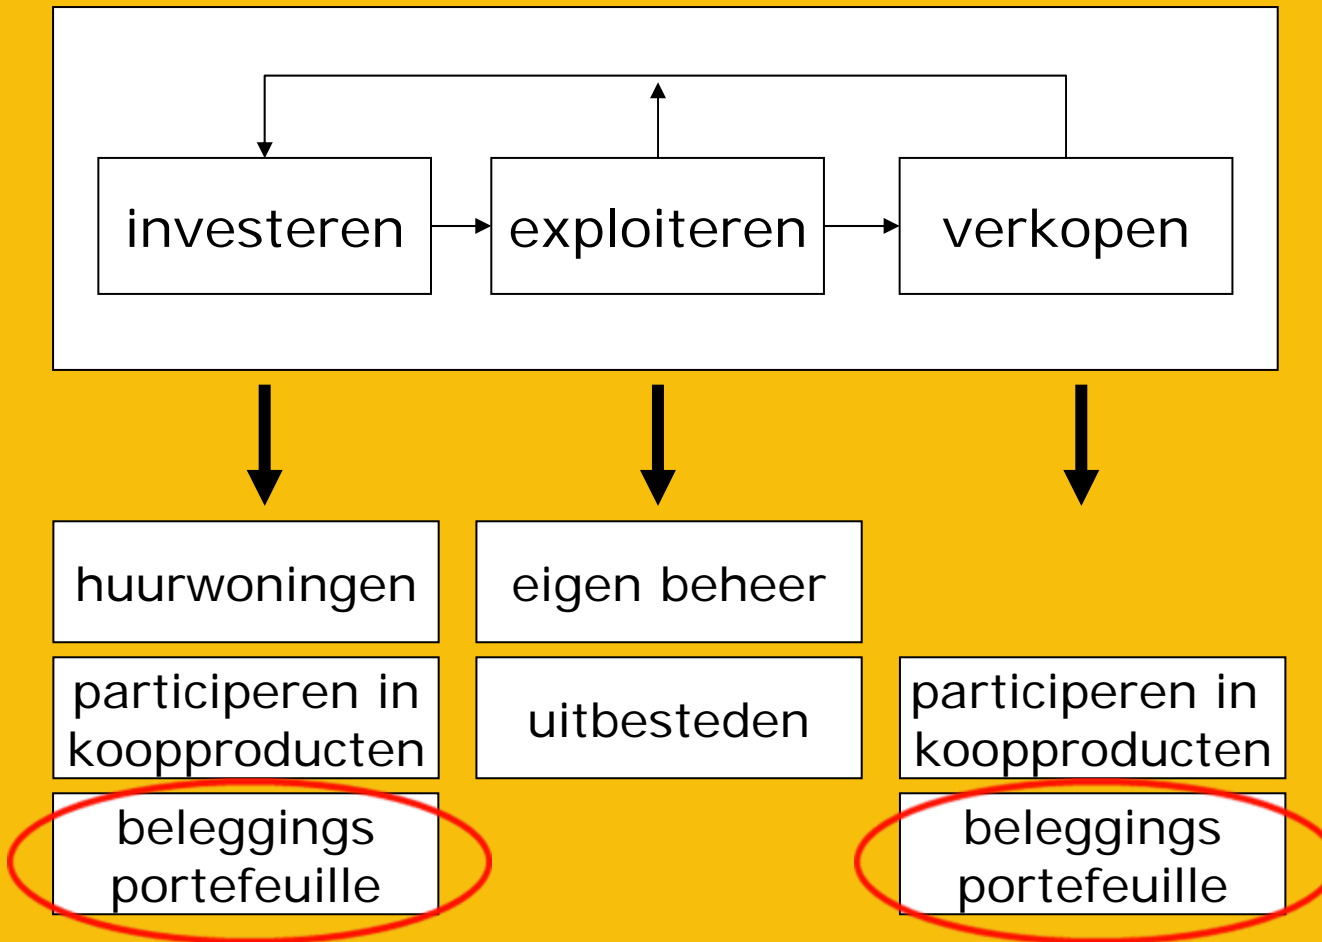 investeren
exploiteren
verkopen
huurwoningen
eigen beheer
participeren in
koopproducten
uitbesteden
participeren in
koopproducten
beleggings
portefeuille
beleggings
portefeuille